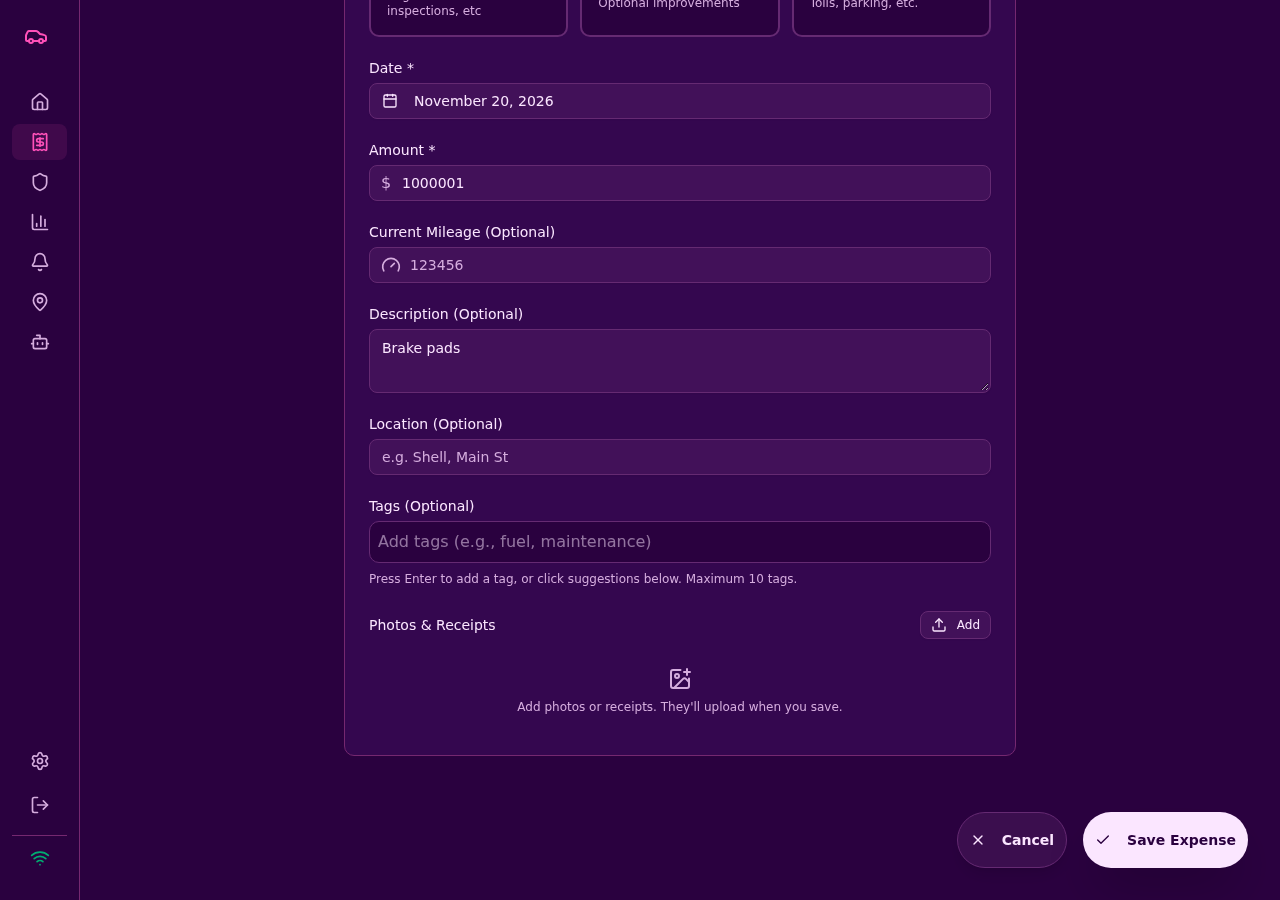 inspections, etc
Optional improvements
Tolls, parking, etc.
Date *
November 20, 2026
Amount *
$ 1000001
Current Mileage (Optional)
123456
Description (Optional)
Brake pads
Location (Optional)
e.g. Shell, Main St
Tags (Optional)
Add tags (e.g., fuel, maintenance)
Press Enter to add a tag, or click suggestions below. Maximum 10 tags.
Photos & Receipts
Add
Add photos or receipts. They'll upload when you save.
Cancel
Save Expense